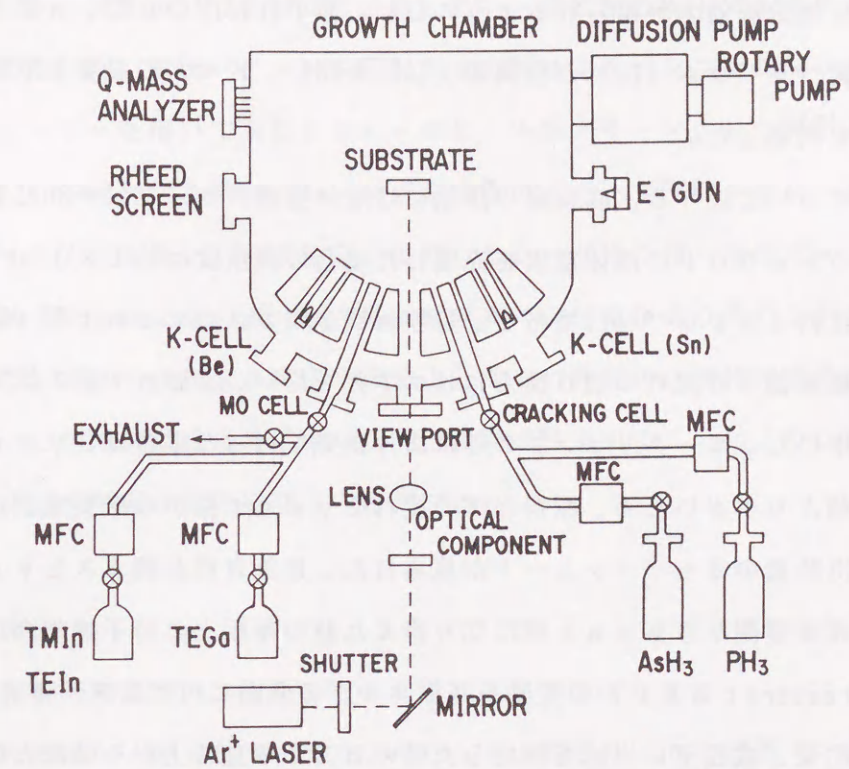 GROWTH CHAMBER
DIFFUSION PUMP
ROTARY
PUMP
Q-MASS
ANALYZER
SUBSTRATE
RHEED
SCREEN
E-GUN
K-CELL
(Be)
K-CELL (Sn)
MO CELL
CRACKING CELL
EXHAUST
VIEW PORT
MFC
MFC
LENS
OPTICAL
COMPONENT
MFC
MFC
TMIn
TEIn
TEGa
AsH3
PH3
SHUTTER
MIRROR
Ar+ LASER